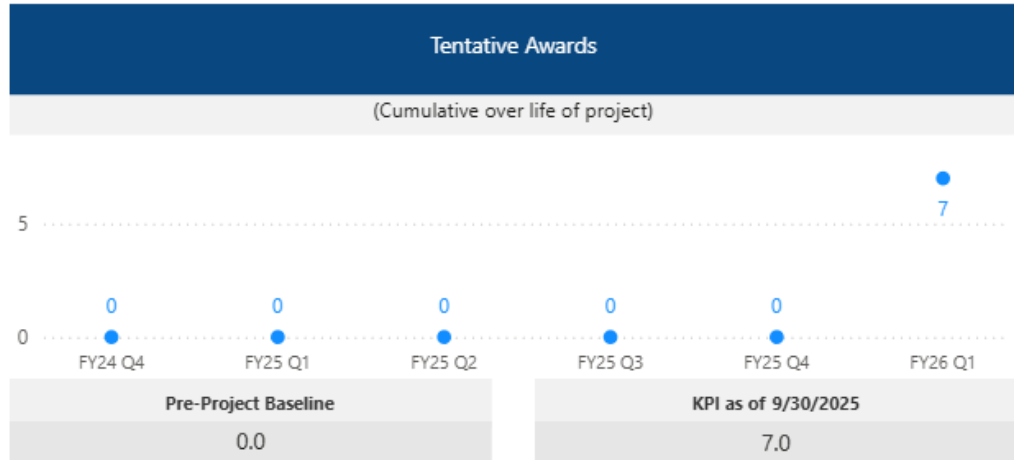 Tentative Awards
(Cumulative over life of project)
7
5
0 0 0 0 0
0
FY24 Q4 FY25 Q1 FY25 Q2 FY25 Q3 FY25 Q4 FY26 Q1
Pre-Project Baseline KPI as of 9/30/2025
0.0 7.0